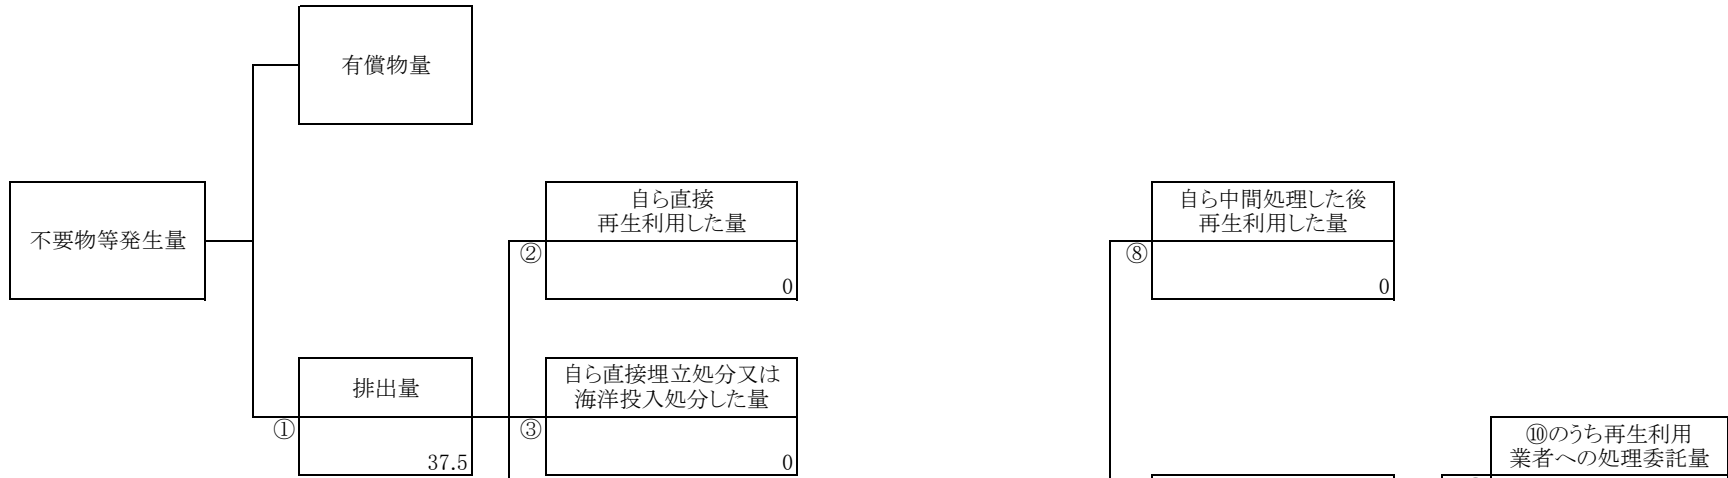 有償物量
不要物等発生量
自ら直接
再生利用した量
②
0
自ら中間処理した後
再生利用した量
⑧
0
排出量
①
37.5
自ら直接埋立処分又は
海洋投入処分した量
③
0
⑩のうち再生利用
業者への処理委託量